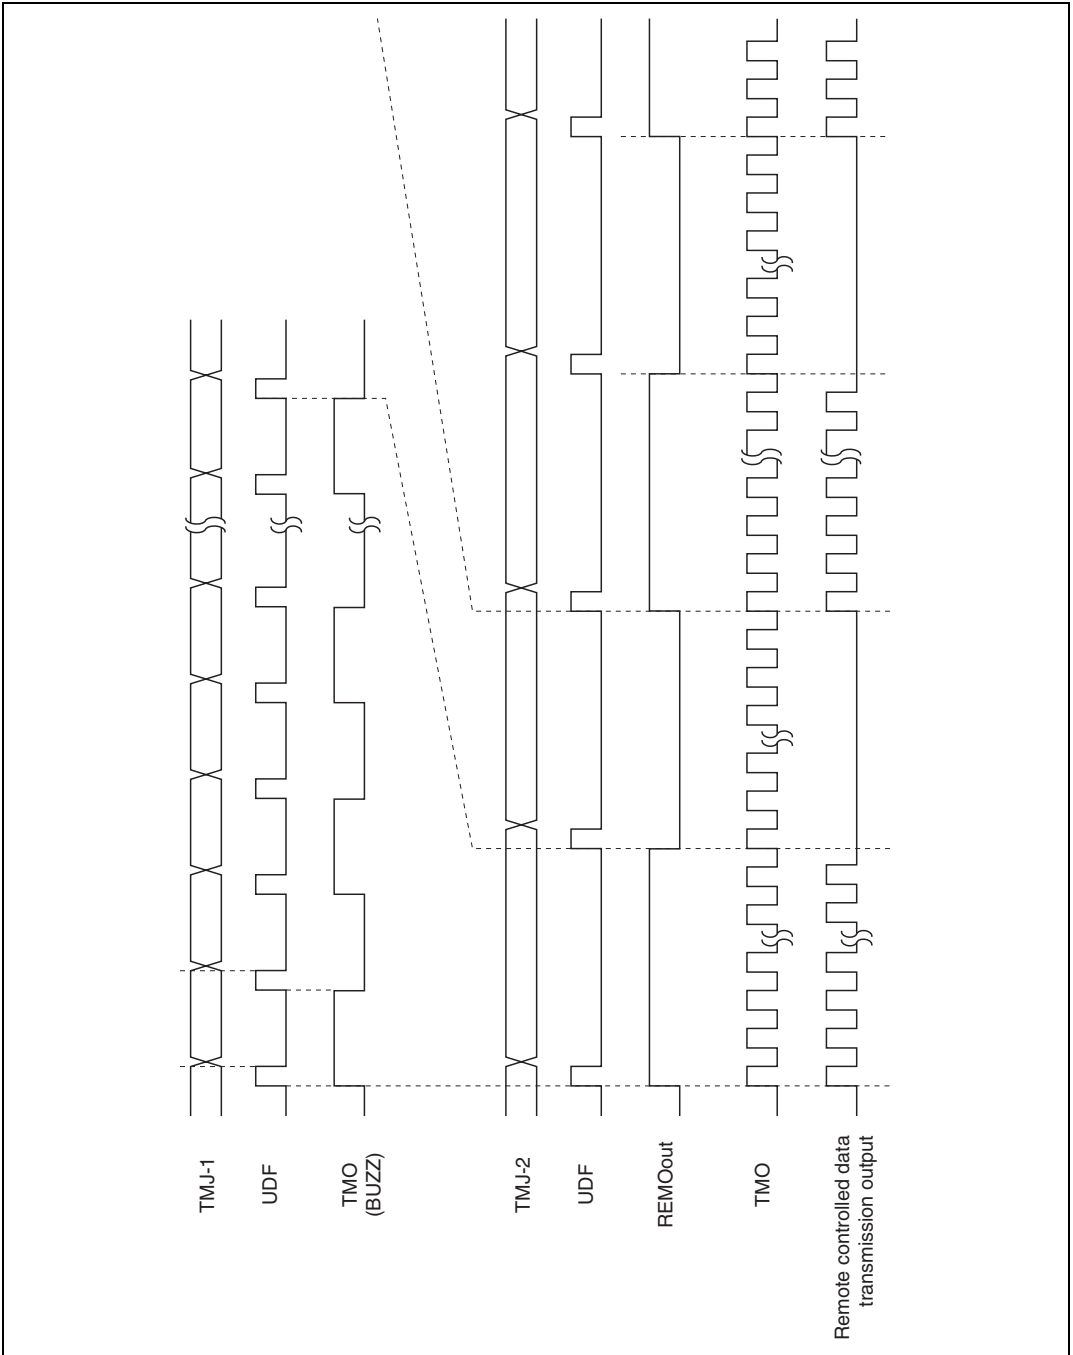 TMJ-1
UDF
TMO
(BUZZ)
TMJ-2
UDF
REMOout
TMO
Remote controlled data
transmission output